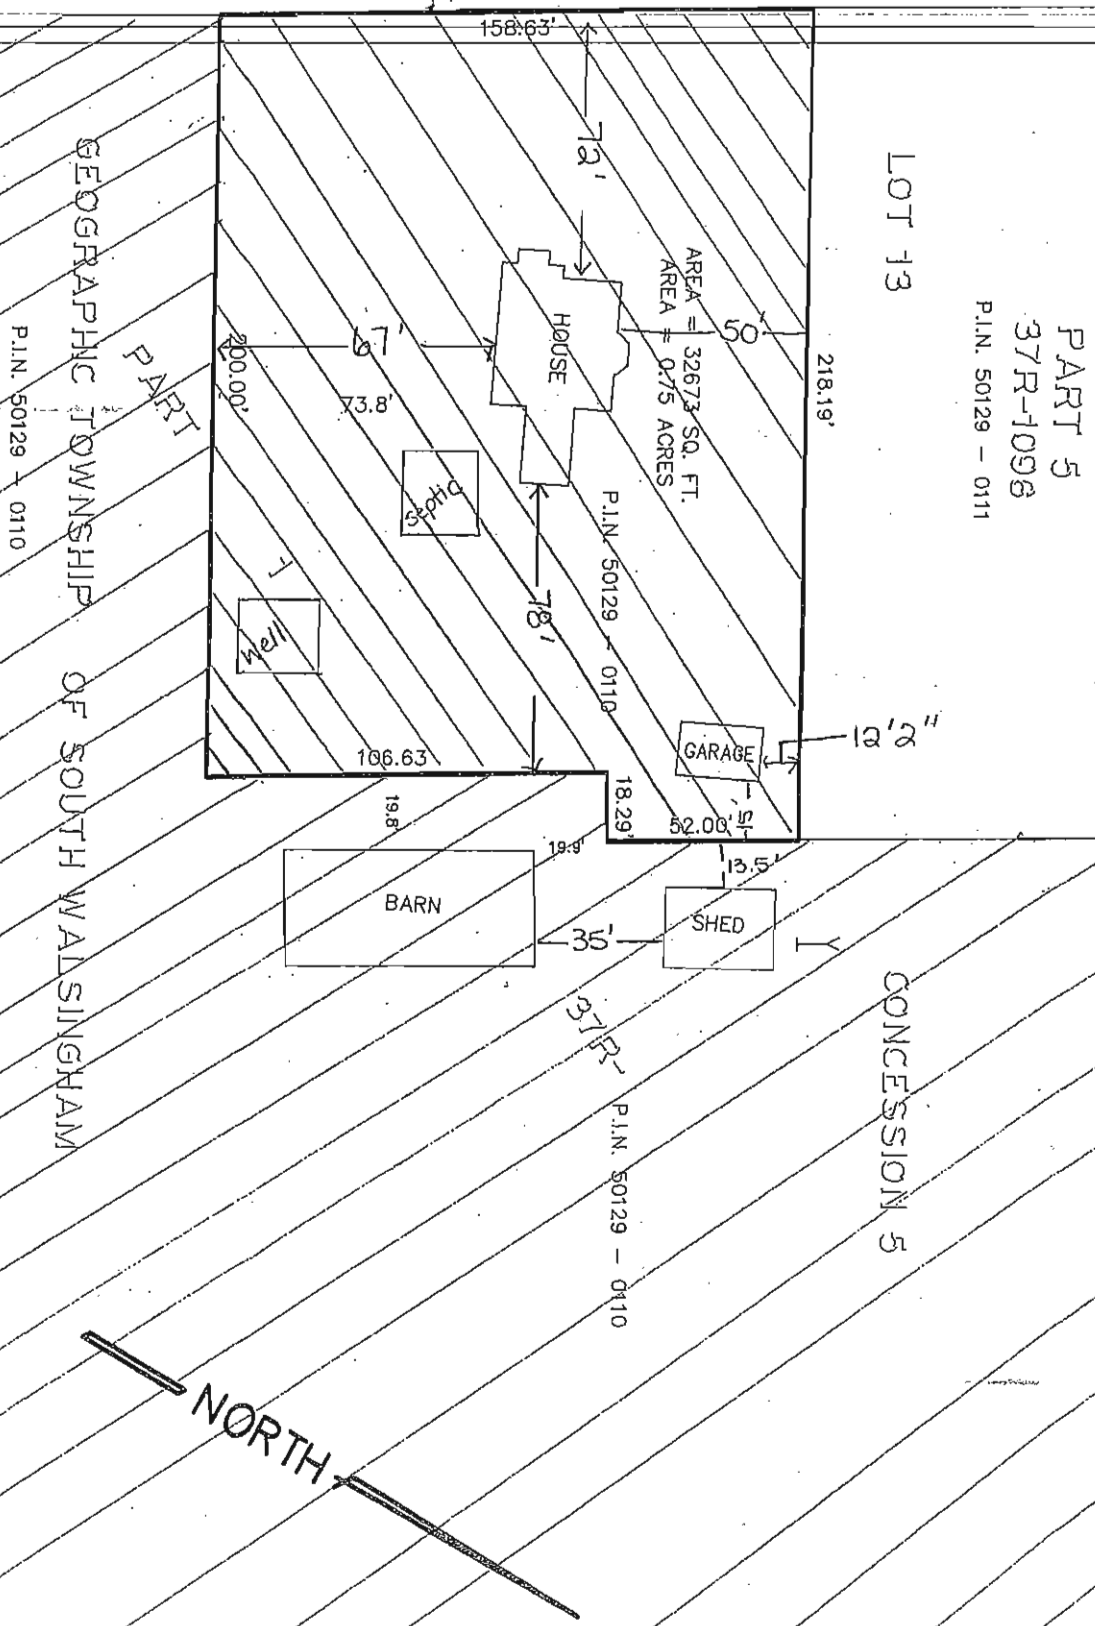 158.63'
72'
LOT 13
PART 5
37R-1096
P.I.N. 50129 - 0111
AREA = 32673 SQ. FT.
AREA = 0.75 ACRES
HOUSE
50'
218.19'
67'
200.00'
73.8'
PART 1
GEOGRAPHIC TOWNSHIP OF SOUTH WALSINGHAM
P.I.N. 50129 - 0110
septic
P.I.N. 50129 - 0110
78'
Well
GARAGE
12'2"
106.63'
18.29'
52.00'
15'
19.8'
19.9'
13.5'
BARN
35'
SHED
CONCESSION 5
37R-
P.I.N. 50129 - 0110
NORTH